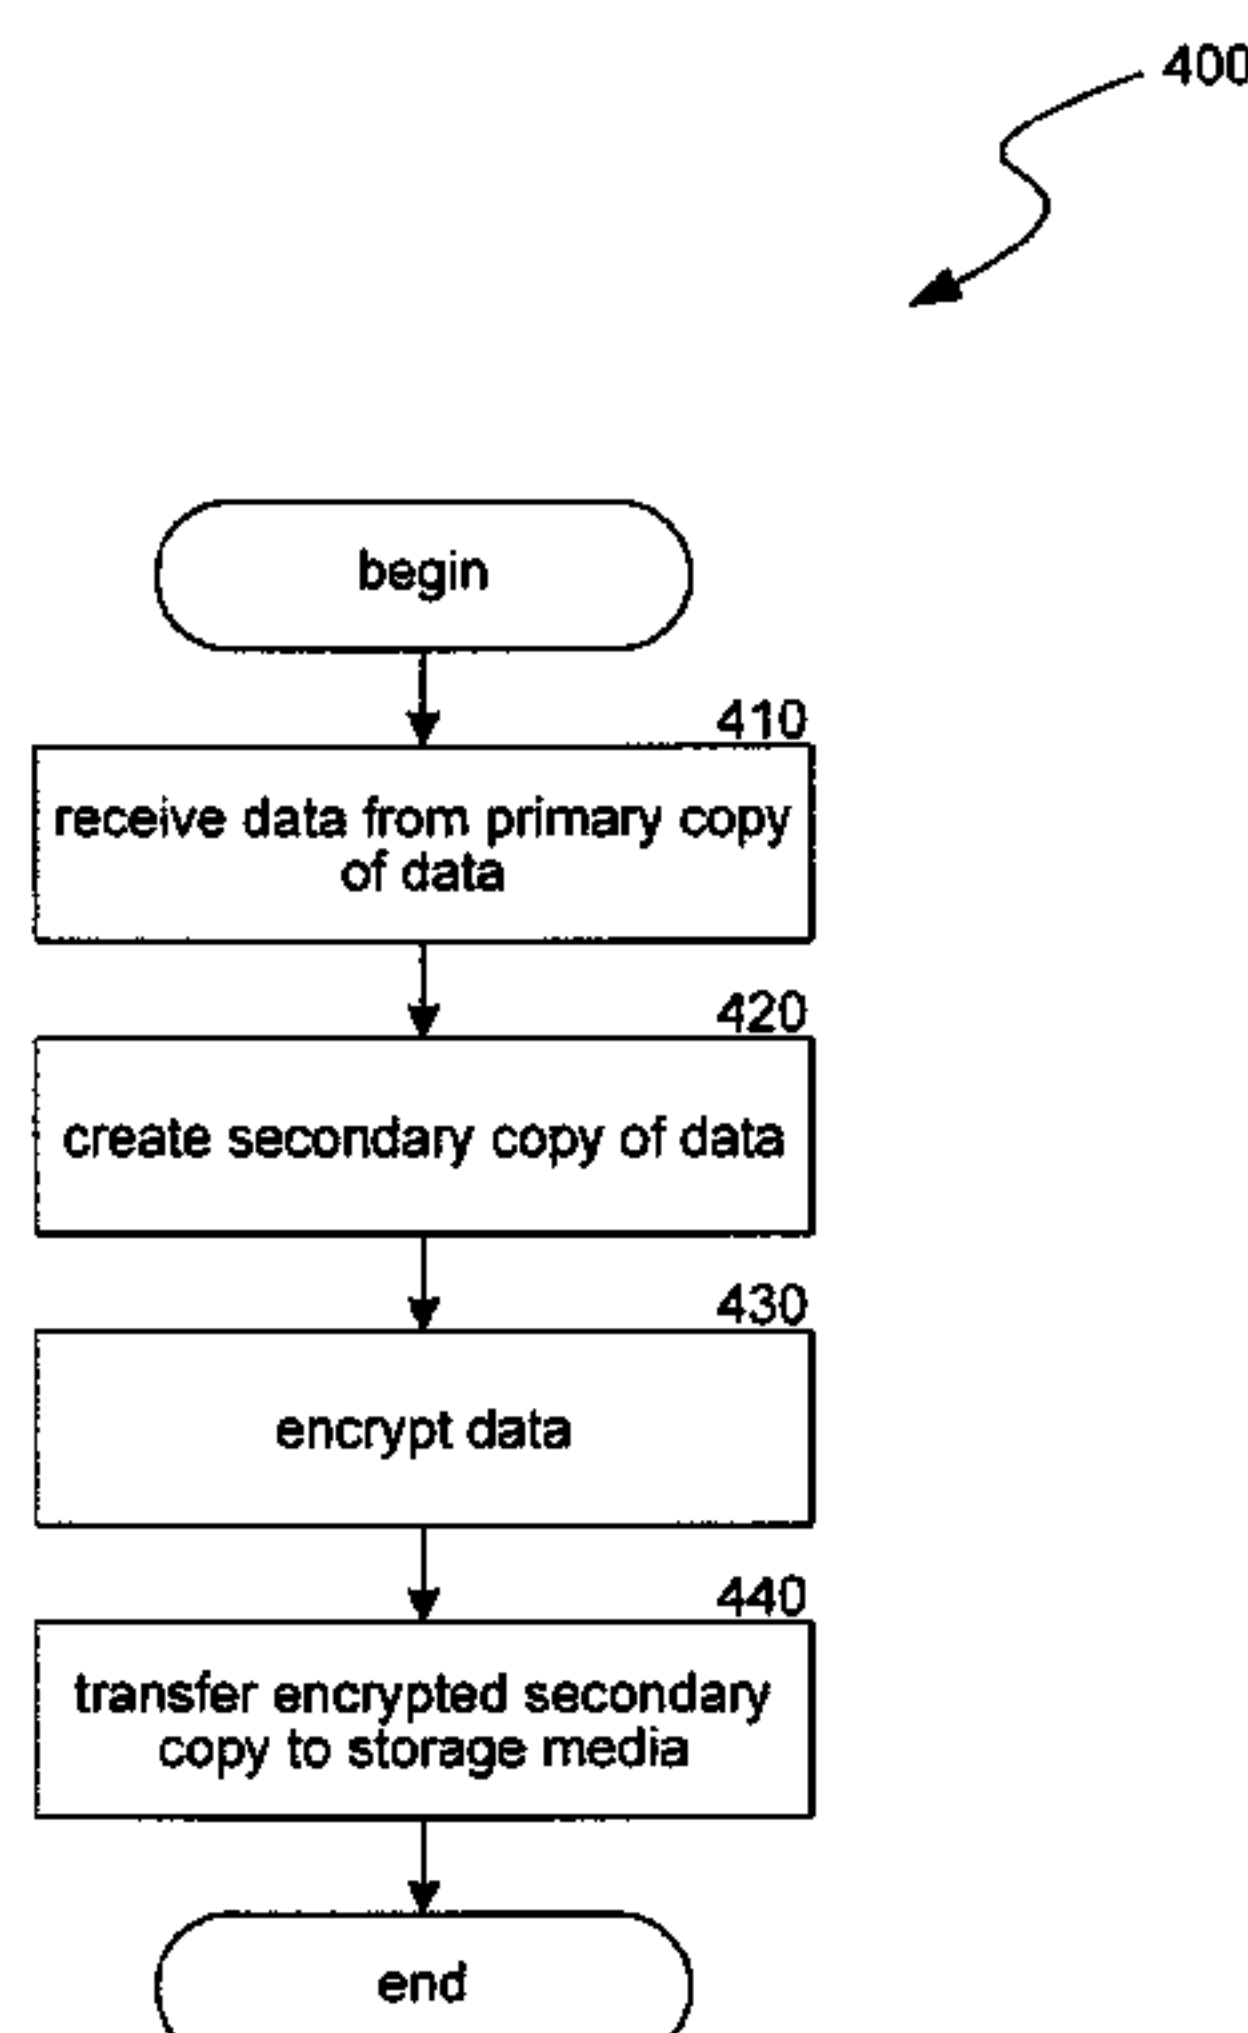 400
begin
410
receive data from primary copy
of data
420
create secondary copy of data
430
encrypt data
440
transfer encrypted secondary
copy to storage media
end